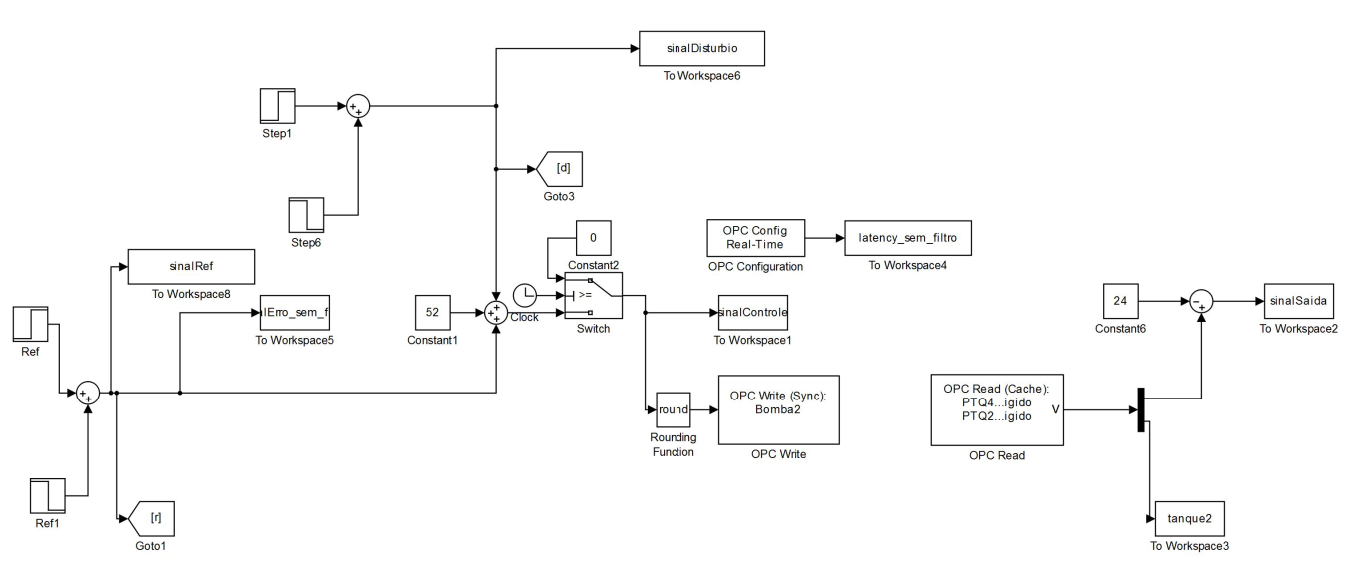 sinalDisturbio
To Workspace6
Step1
[d]
Goto3
Step6
sinalRef
To Workspace8
0
Constant2
OPC Config
Real-Time
OPC Configuration
latency_sem_filtro
To Workspace4
Ref
lErro_sem_f
To Workspace5
52
Constant1
Clock
>=
Switch
sinalControle
To Workspace1
24
Constant6
sinalSaida
To Workspace2
round
Rounding
Function
OPC Write (Sync):
Bomba2
OPC Write
OPC Read (Cache):
PTQ4...igido
PTQ2...igido
V
OPC Read
Ref1
[r]
Goto1
tanque2
To Workspace3